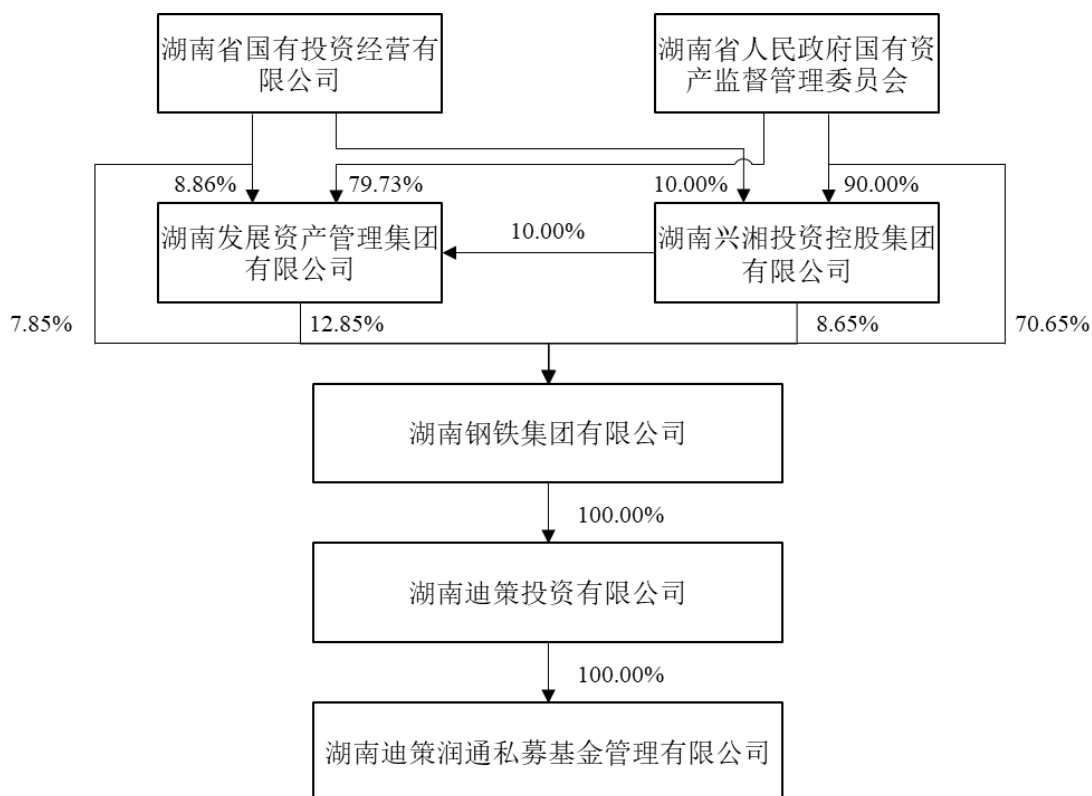 湖南省国有投资经营有
限公司
湖南省人民政府国有资
产监督管理委员会
8.86%
79.73%
10.00%
90.00%
湖南发展资产管理集团
有限公司
10.00%
湖南兴湘投资控股集团
有限公司
7.85%
12.85%
8.65%
70.65%
湖南钢铁集团有限公司
100.00%
湖南迪策投资有限公司
100.00%
湖南迪策润通私募基金管理有限公司